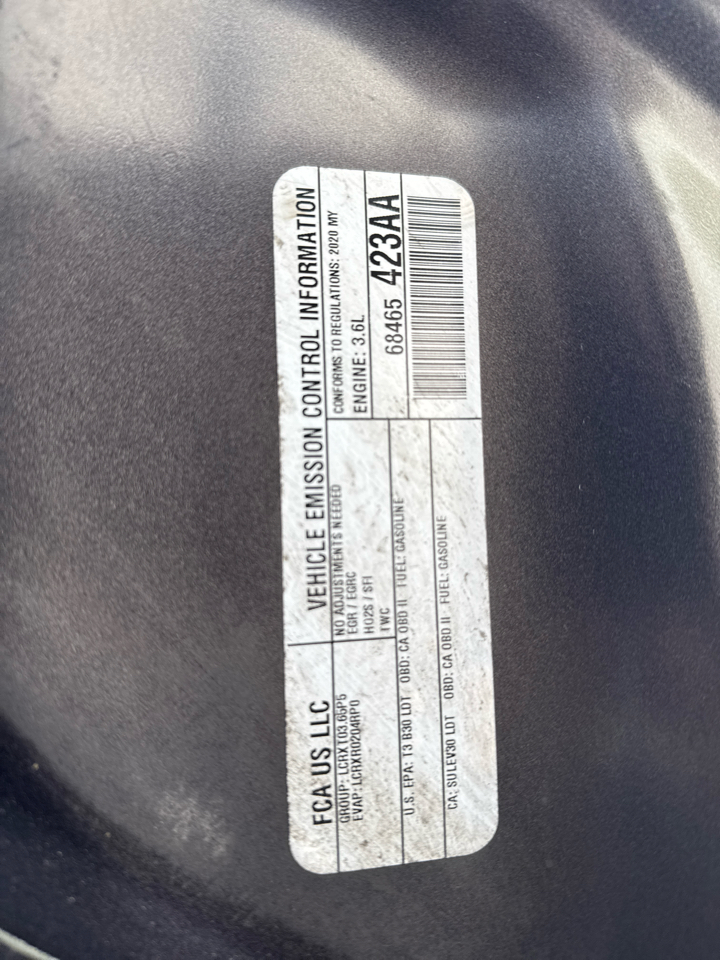 FCA US LLC
VEHICLE EMISSION CONTROL INFORMATION
GROUP: LCRXT03.65P5
EVAP: LCRXR0204RP0
NO ADJUSTMENTS NEEDED
EGR / EGRC
HO2S / SFI
TWC
CONFORMS TO REGULATIONS: 2020 MY
ENGINE: 3.6L
68465 423AA
U.S. EPA: T3 B30 LDT OBD: CA OBD II FUEL: GASOLINE
CA: SULEV30 LDT OBD: CA OBD II FUEL: GASOLINE